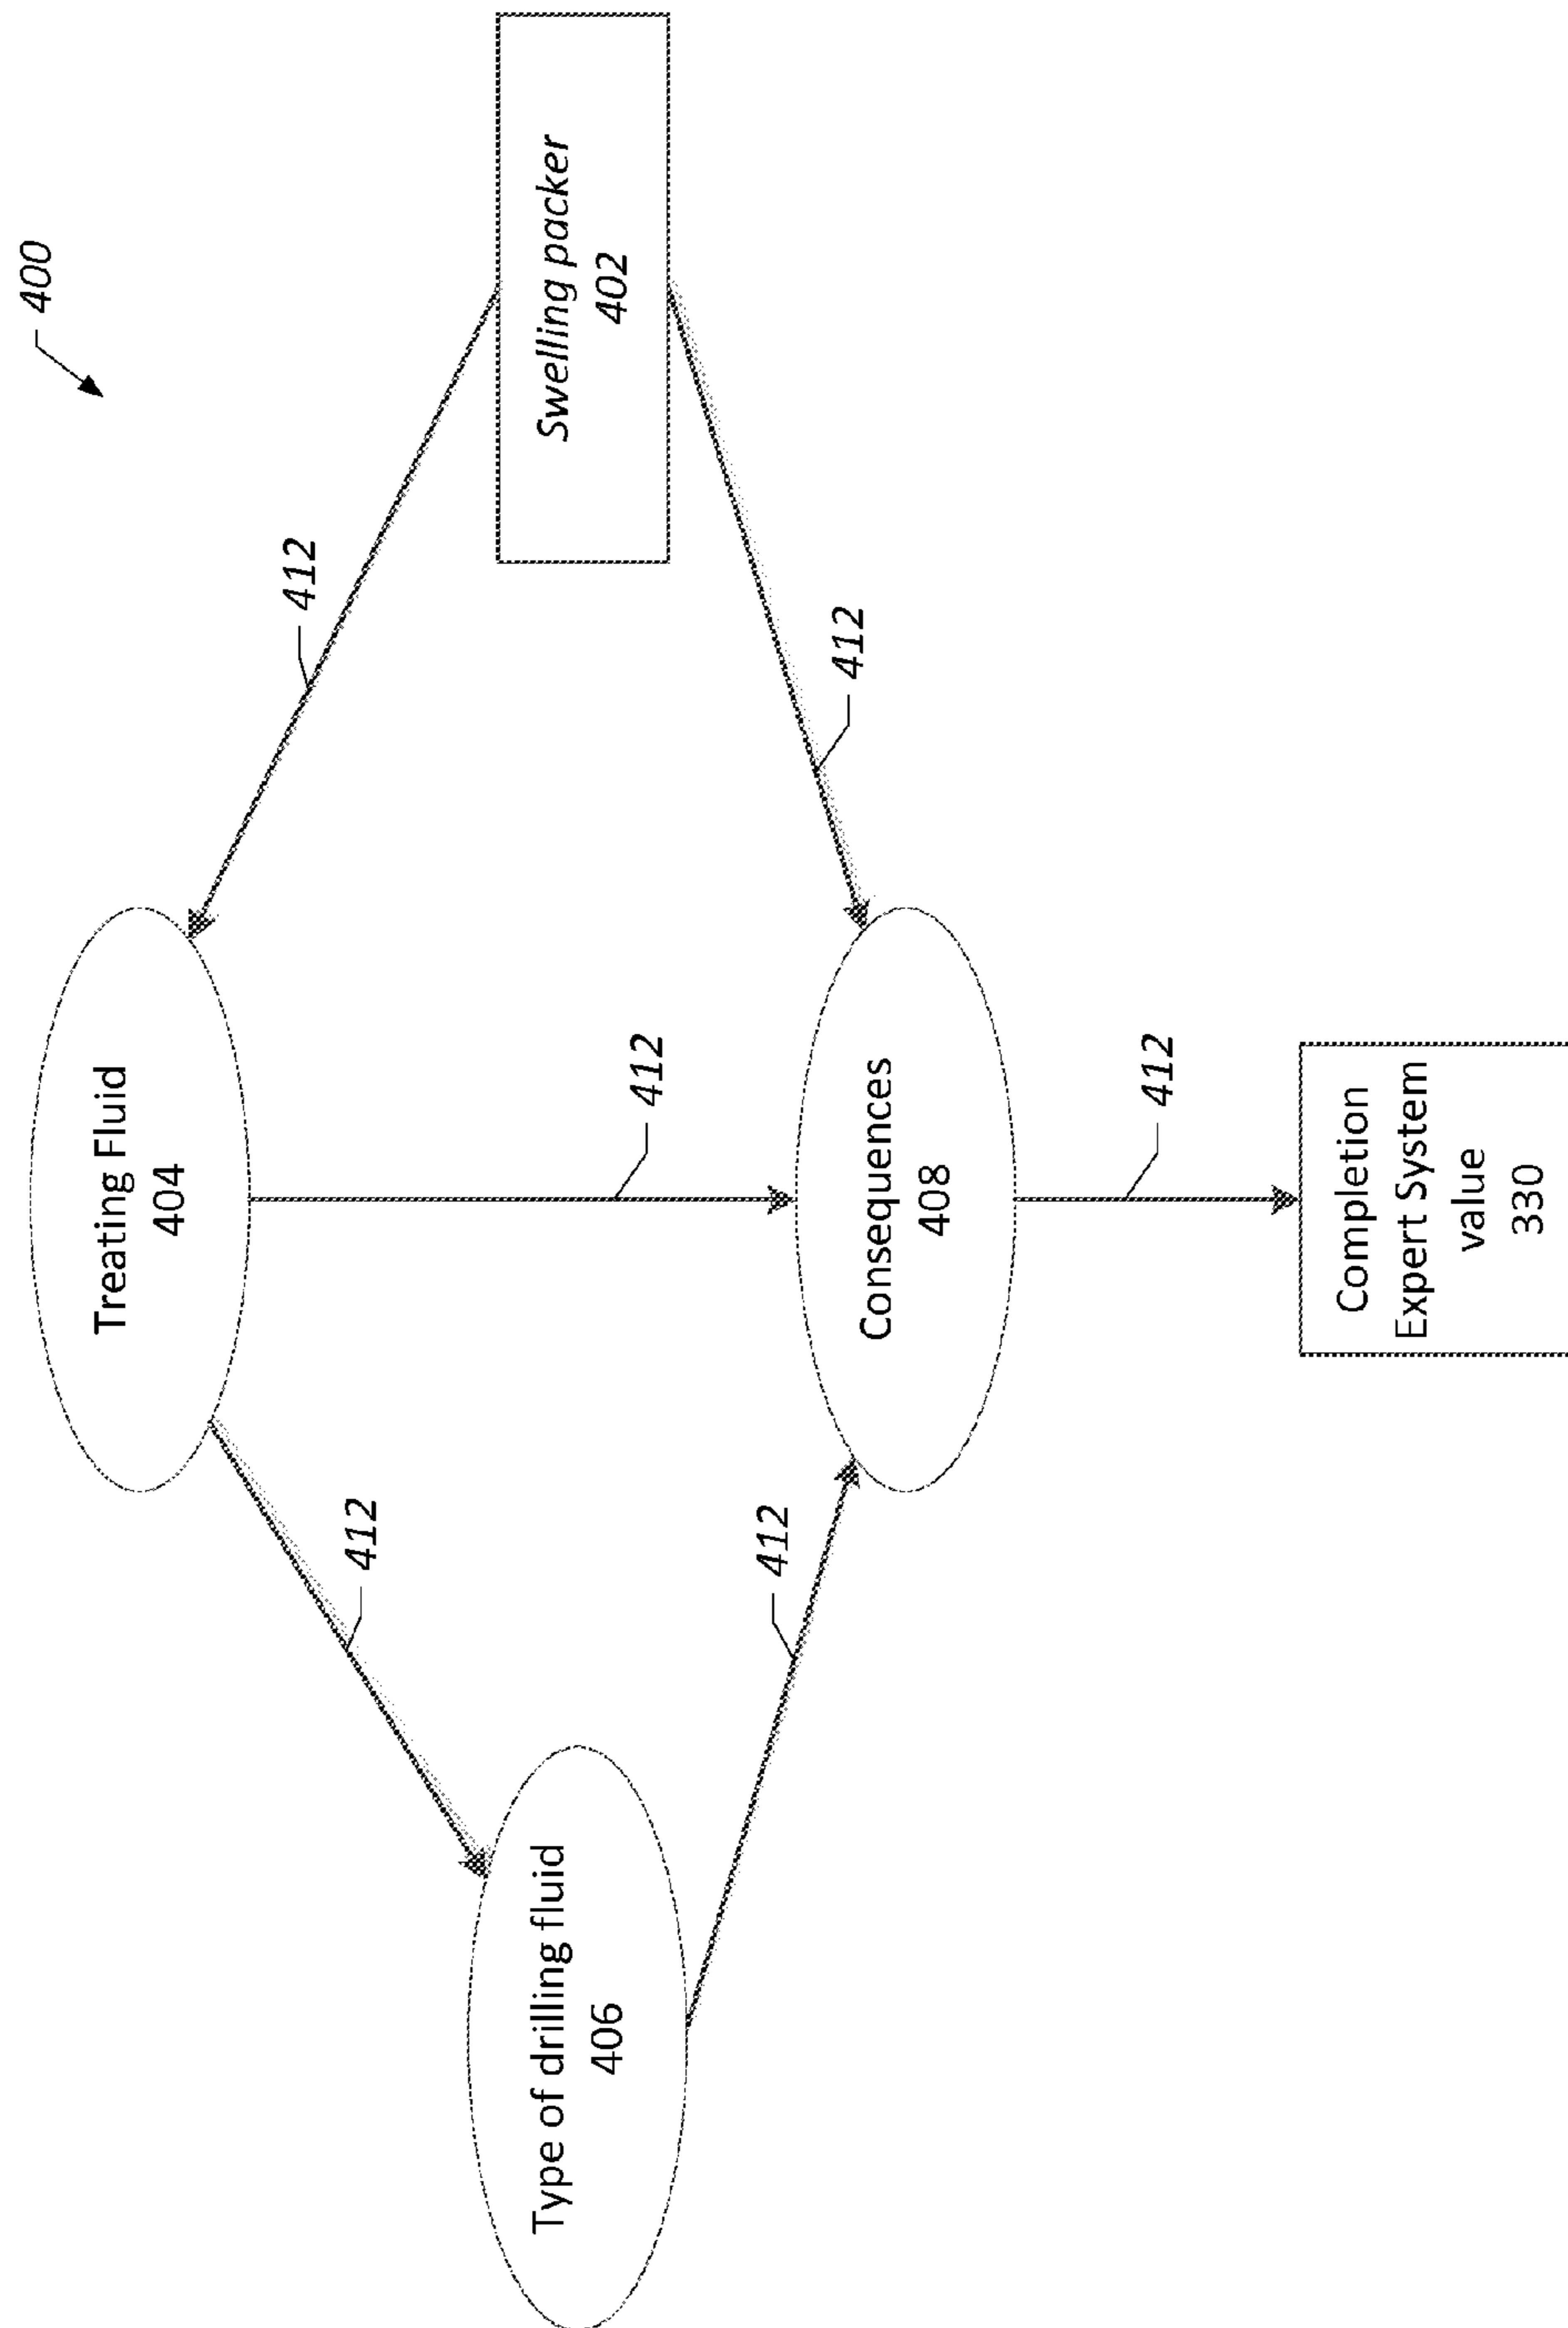 400
Treating Fluid
404
412
412
Type of drilling fluid
406
Swelling packer
402
412
412
412
Consequences
408
412
Completion
Expert System
value
330